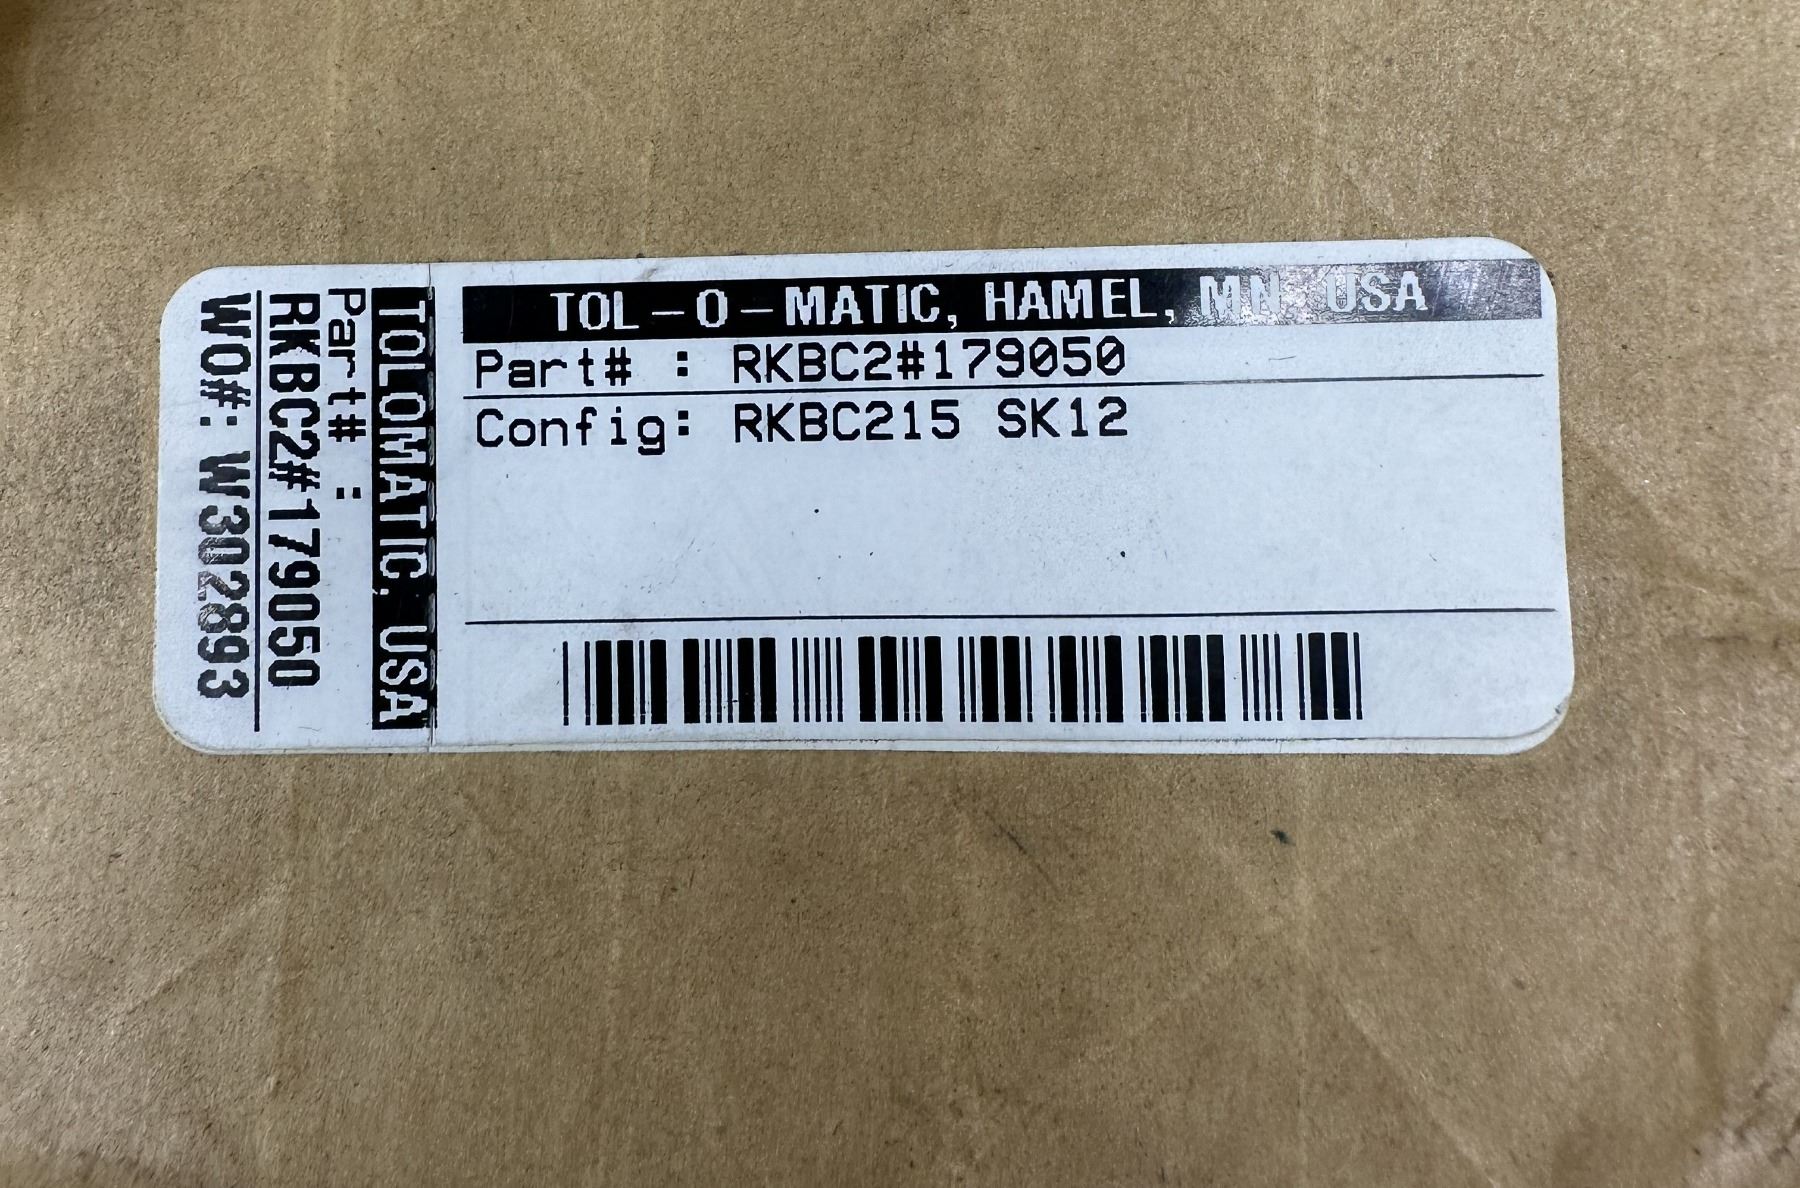 TOL-O-MATIC, HAMEL, MN, USA
Part# : RKBC2#179050
Config: RKBC215 SK12
TOLOMATIC, USA
Part# :
RKBC2#179050
WO#: W302893